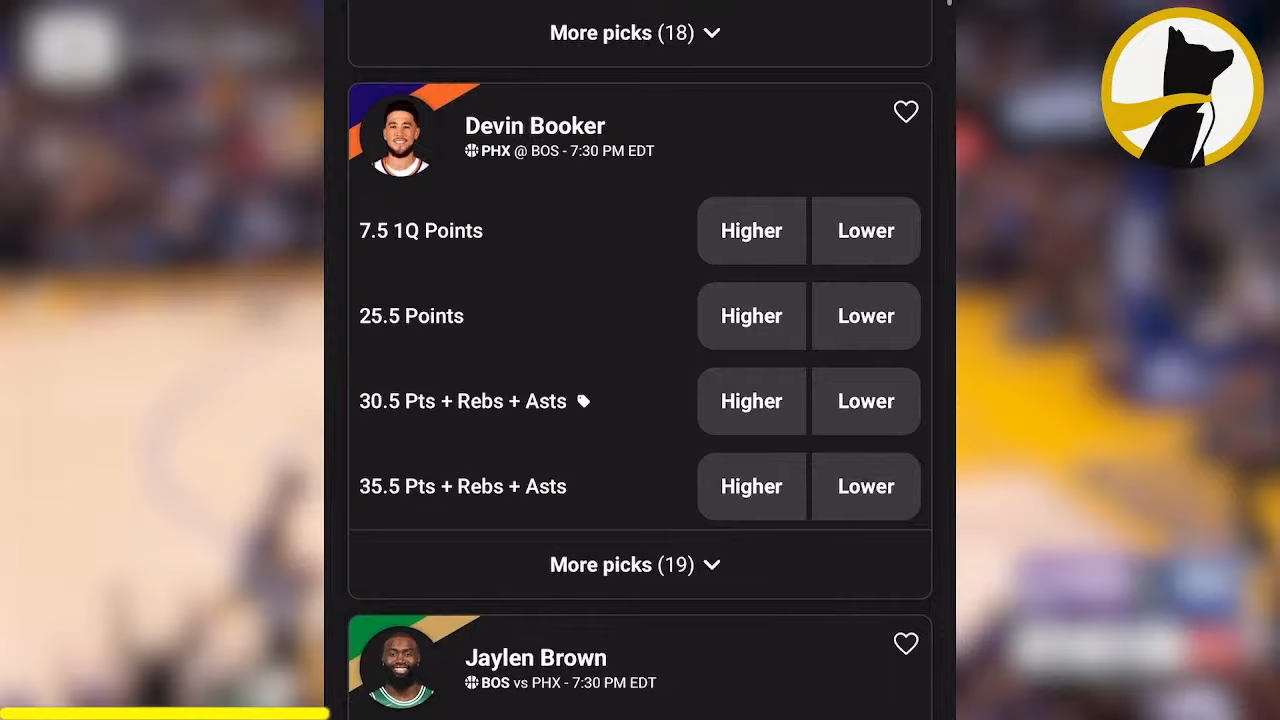 More picks (18)
Devin Booker
PHX @ BOS - 7:30 PM EDT
7.5 1Q Points
Higher
Lower
25.5 Points
Higher
Lower
30.5 Pts + Rebs + Asts
Higher
Lower
35.5 Pts + Rebs + Asts
Higher
Lower
More picks (19)
Jaylen Brown
BOS vs PHX - 7:30 PM EDT